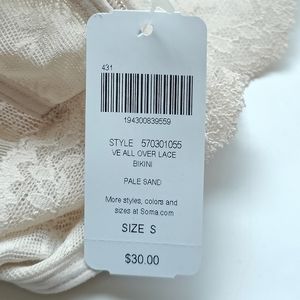 431
194300839559
STYLE 570301055
VE ALL OVER LACE
BIKINI
PALE SAND
More styles, colors and
sizes at Soma.com
SIZE S
$30.00